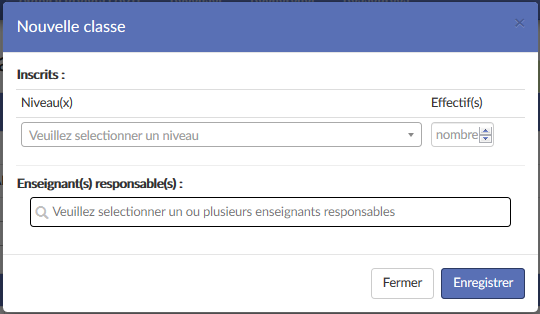 Nouvelle classe
Inscrits :
Niveau(x) Effectif(s)
Veuillez selectionner un niveau nombre
Enseignant(s) responsable(s) :
Veuillez selectionner un ou plusieurs enseignants responsables
Fermer Enregistrer